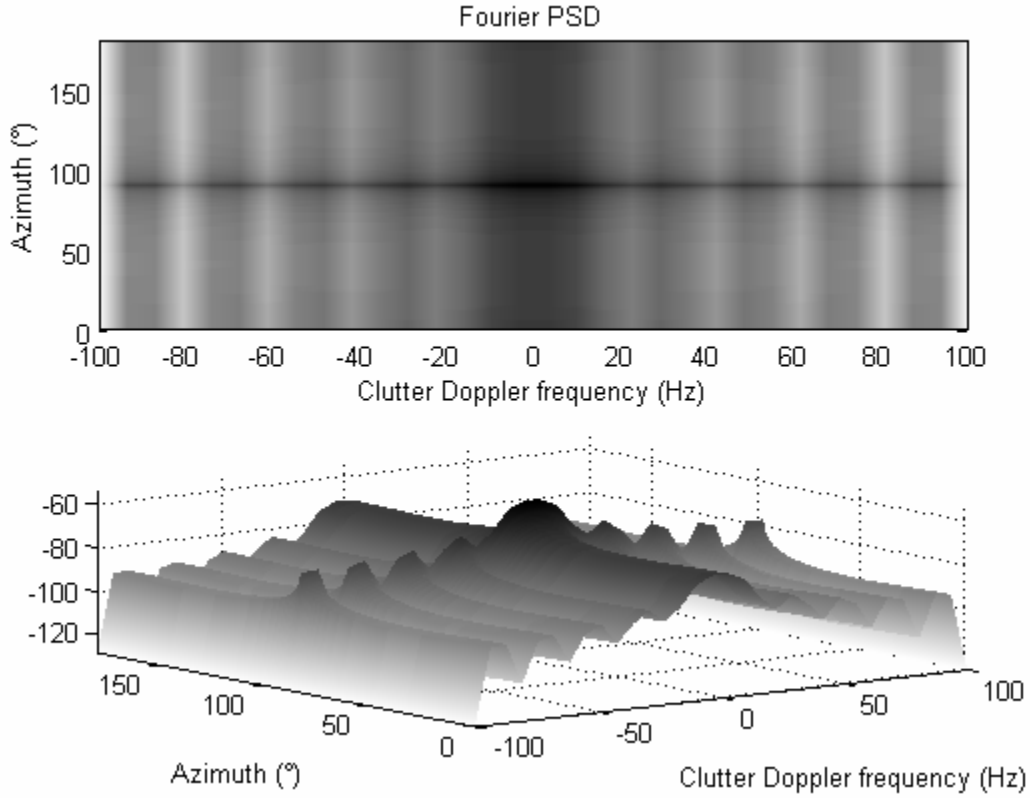 Fourier PSD
150
100
50
0
Azimuth (°)
-100 -80 -60 -40 -20 0 20 40 60 80 100
Clutter Doppler frequency (Hz)
-60
-80
-100
-120
150 100 50 0
-100 -50 0 50 100
Azimuth (°)
Clutter Doppler frequency (Hz)